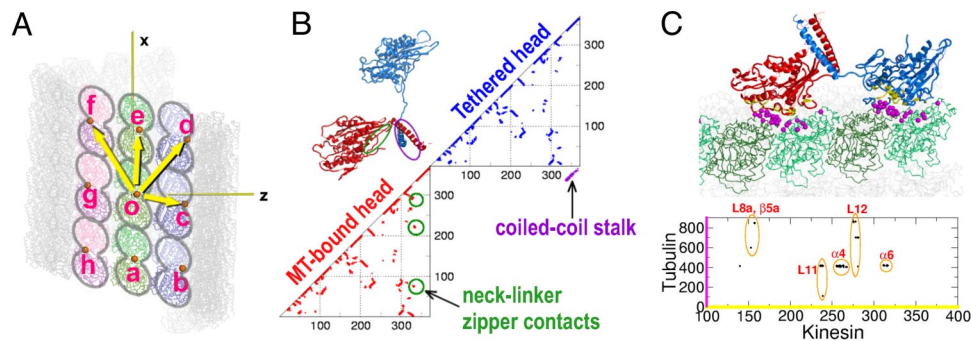 A
x
f
e
d
z
g
o
c
h
a
b
B
300
200
100
Tethered head
100 200 300
300
200
100
MT-bound head
100 200 300
coiled-coil stalk
neck-linker
zipper contacts
C
L8a, β5a
L12
L11
α4
α6
800
600
400
200
0
Tubulin
100 150 200 250 300 350 400
Kinesin